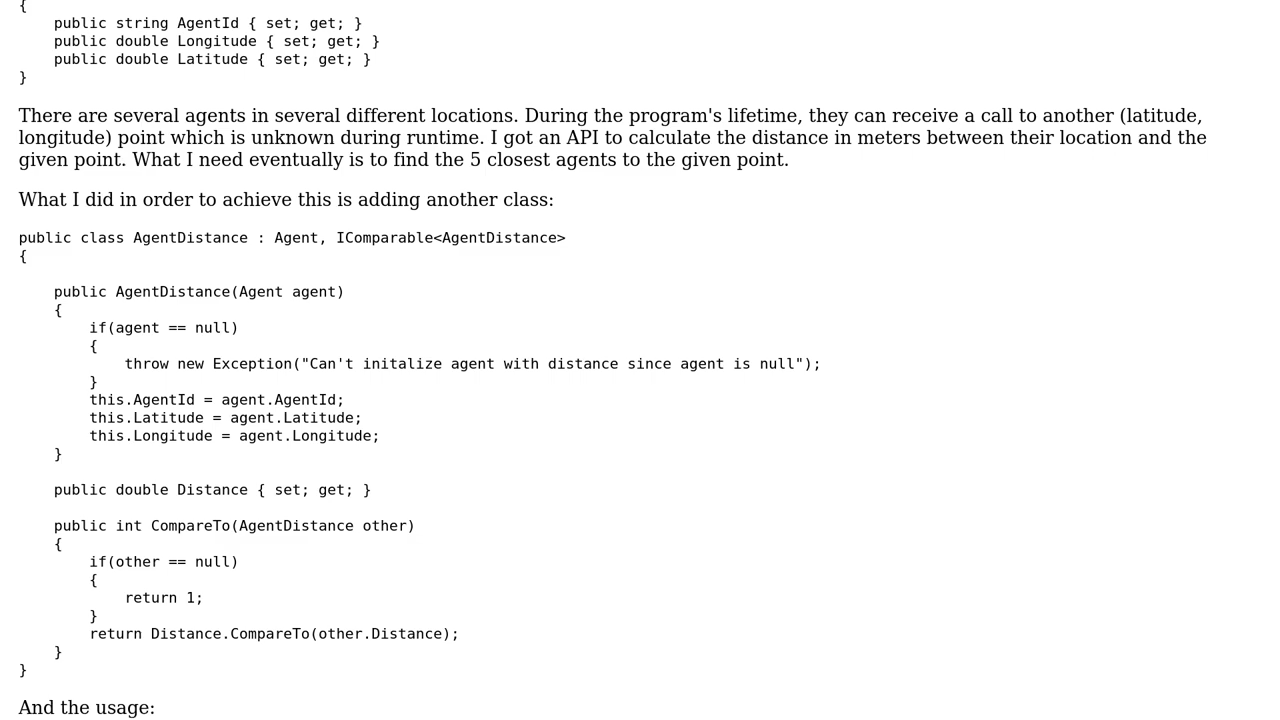 {
    public string AgentId { set; get; }
    public double Longitude { set; get; }
    public double Latitude { set; get; }
}
There are several agents in several different locations. During the program's lifetime, they can receive a call to another (latitude,
longitude) point which is unknown during runtime. I got an API to calculate the distance in meters between their location and the
given point. What I need eventually is to find the 5 closest agents to the given point.
What I did in order to achieve this is adding another class:
public class AgentDistance : Agent, IComparable<AgentDistance>
{
    public AgentDistance(Agent agent)
    {
        if(agent == null)
        {
            throw new Exception("Can't initalize agent with distance since agent is null");
        }
        this.AgentId = agent.AgentId;
        this.Latitude = agent.Latitude;
        this.Longitude = agent.Longitude;
    }
    public double Distance { set; get; }
    public int CompareTo(AgentDistance other)
    {
        if(other == null)
        {
            return 1;
        }
        return Distance.CompareTo(other.Distance);
    }
}
And the usage: